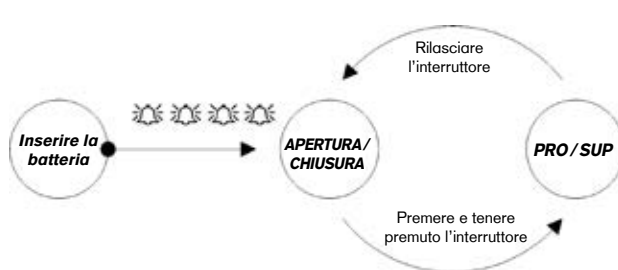 Rilasciare
l'interruttore
Inserire la
batteria
APERTURA/
CHIUSURA
PRO/SUP
Premere e tenere
premuto l'interruttore